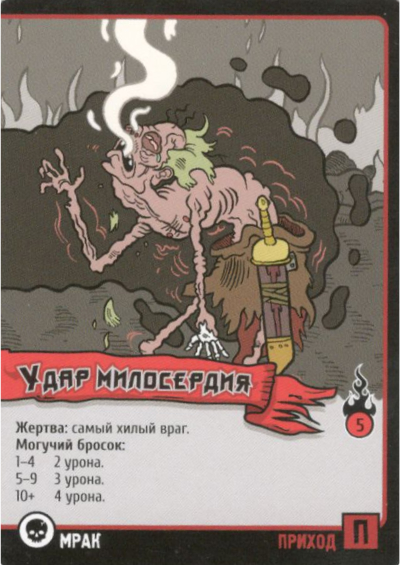 Удар милосердия
5
Жертва: самый хилый враг.
Могучий бросок:
1–4 2 урона.
5–9 3 урона.
10+ 4 урона.
МРАК
ПРИХОД П